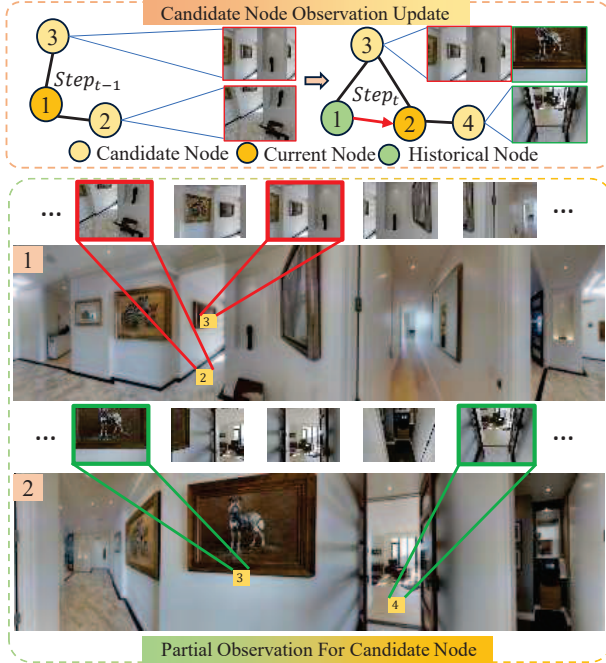 Candidate Node Observation Update
3
Step_{t-1}
1
2
3
1
Step_t
2
4
Candidate Node
Current Node
Historical Node
...
...
1
3
2
...
...
2
3
4
Partial Observation For Candidate Node